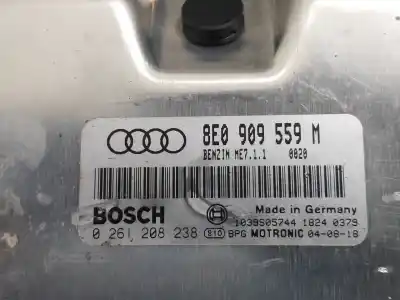 8E0 909 559 M
BENZIN ME7.1.1 0020
BOSCH
Made in Germany
1039S05744 1824 0379
0 261 208 238 810 BPG MOTRONIC 04-08-18